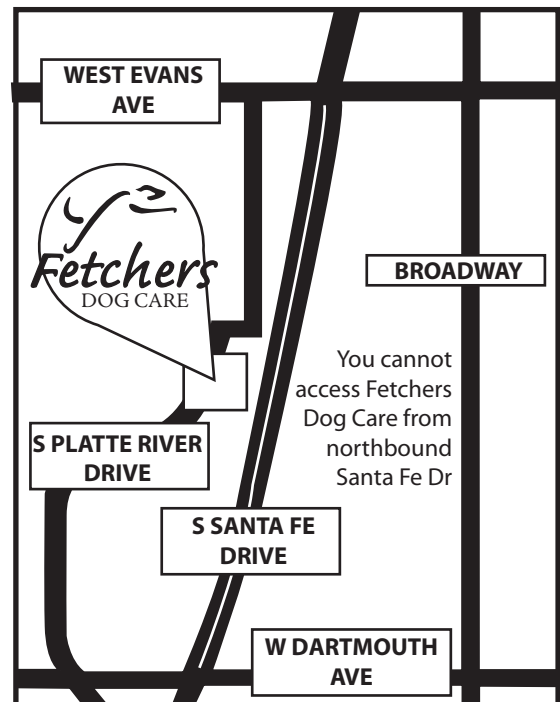 WEST EVANS
AVE
Fetchers
DOG CARE
BROADWAY
You cannot
access Fetchers
Dog Care from
northbound
Santa Fe Dr
S PLATTE RIVER
DRIVE
S SANTA FE
DRIVE
W DARTMOUTH
AVE